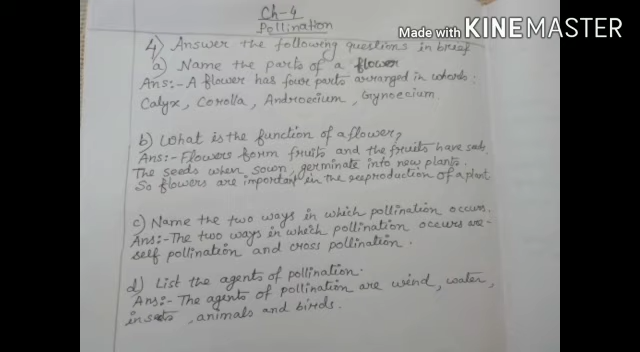 Ch-4
Pollination
Made with KINEMASTER
4) Answer the following questions in brief
a) Name the parts of a flower
Ans:- A flower has four parts arranged in whorls:
Calyx, Corolla, Androecium, Gynoecium
b) What is the function of a flower?
Ans:- Flowers form fruits and the fruits have seeds.
The seeds when sown, germinate into new plants.
So flowers are important in the reproduction of a plant
c) Name the two ways in which pollination occurs.
Ans:- The two ways in which pollination occurs are-
self pollination and cross pollination.
d) List the agents of pollination.
Ans:- The agents of pollination are wind, water,
insects, animals and birds.